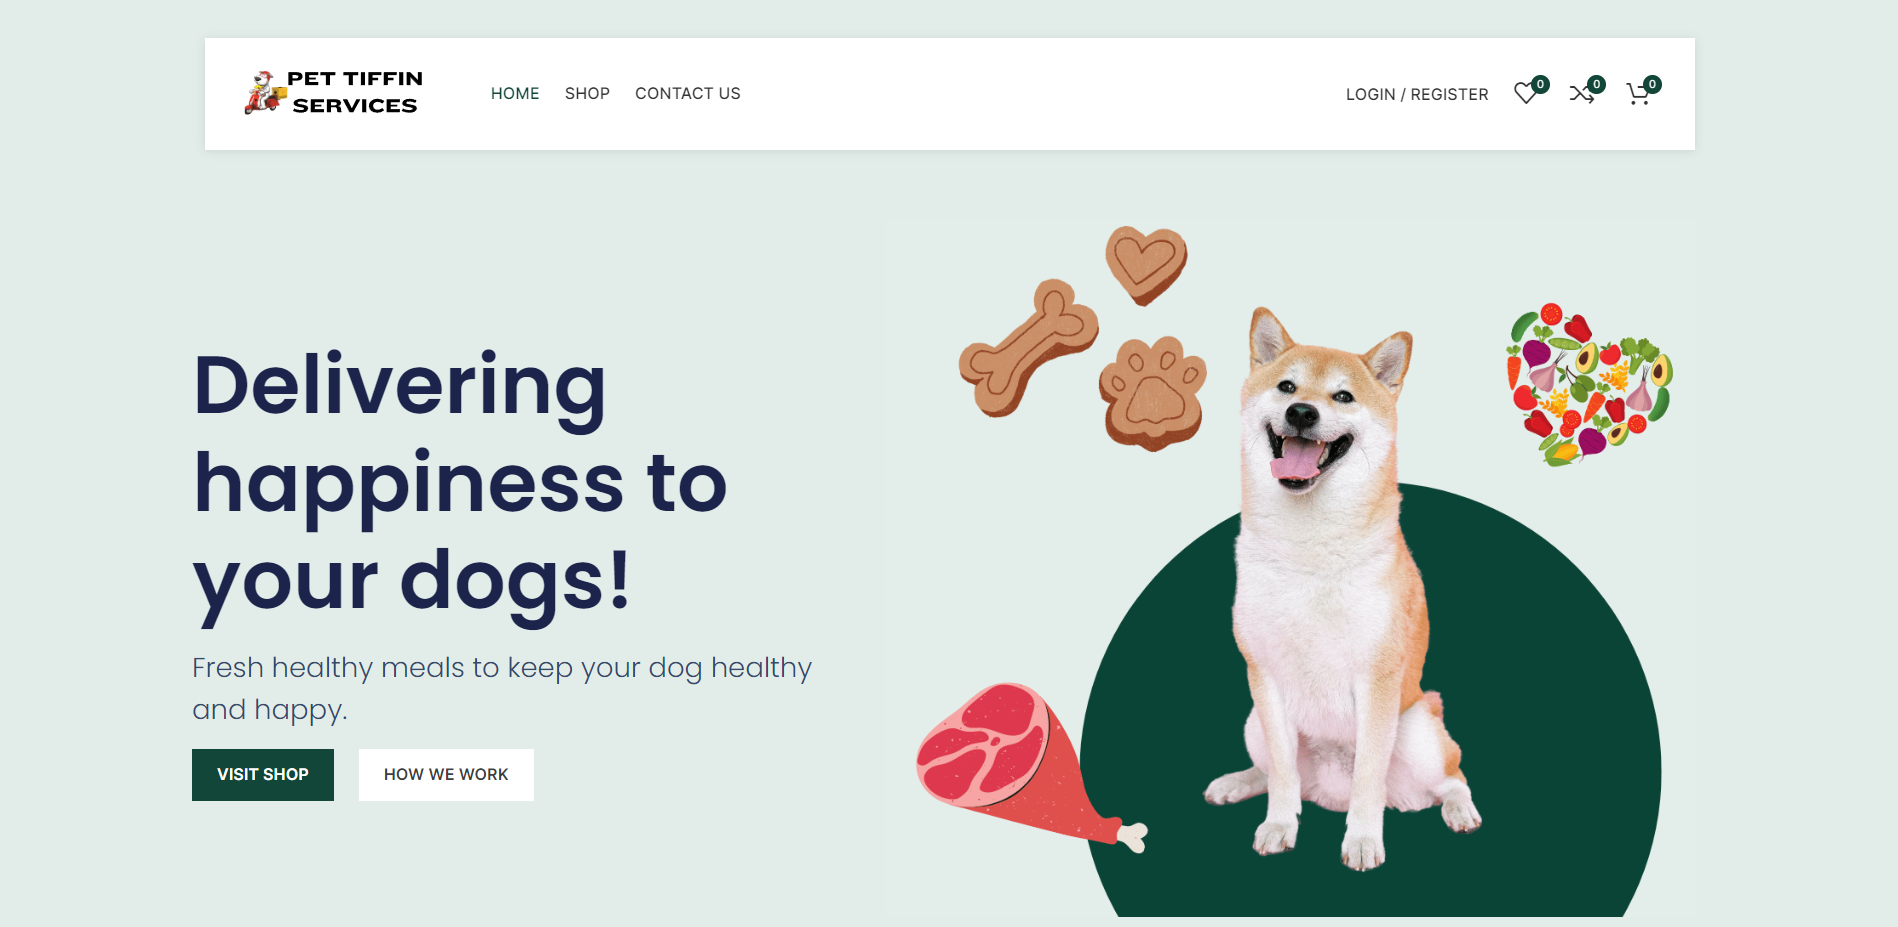 PET TIFFIN
SERVICES
HOME SHOP CONTACT US
LOGIN / REGISTER 0 0 0
Delivering
happiness to
your dogs!
Fresh healthy meals to keep your dog healthy
and happy.
VISIT SHOP HOW WE WORK